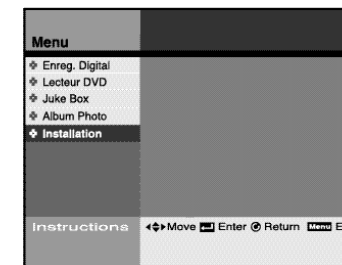 Menu
Enreg. Digital
Lecteur DVD
Juke Box
Album Photo
Installation
Instructions
Move Enter Return Menu E